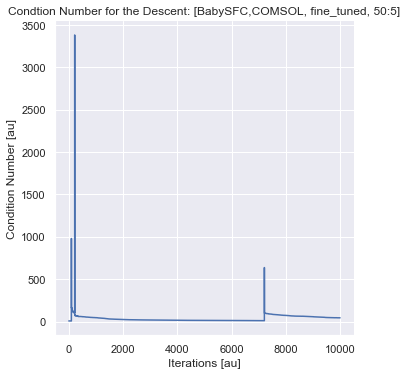 Condtion Number for the Descent: [BabySFC,COMSOL, fine_tuned, 50:5]
3500
3000
2500
2000
1500
1000
500
0
Condition Number [au]
0 2000 4000 6000 8000 10000
Iterations [au]